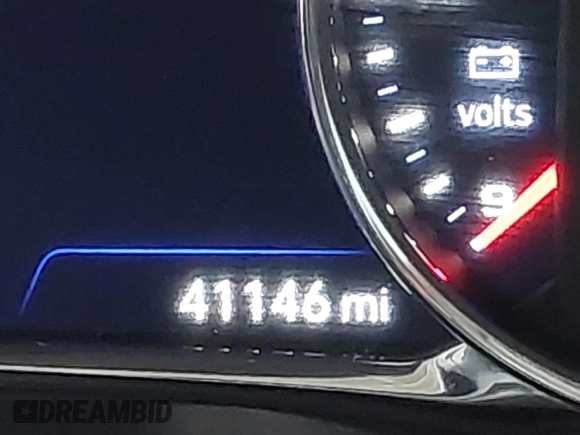 volts
9
41146 mi
DREAMBID